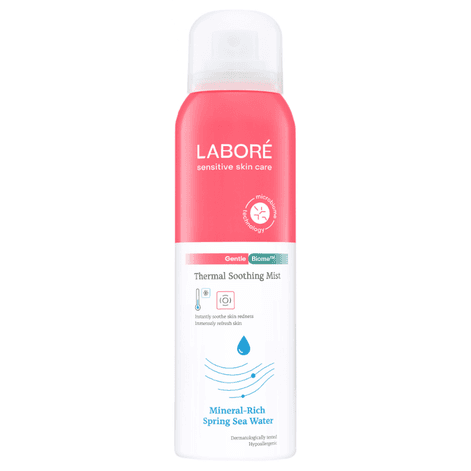 LABORÉ
sensitive skin care
microbiome
technology
Gentle Biome™
Thermal Soothing Mist
Instantly soothe skin redness
Immensely refresh skin
Mineral-Rich
Spring Sea Water
Dermatologically tested
Hypoallergenic